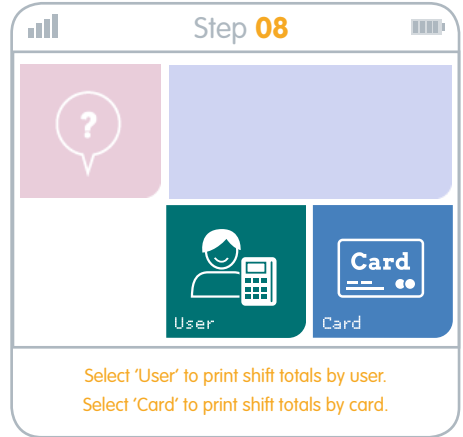 Step 08
?
Card
User
Card
Select ‘User’ to print shift totals by user.
Select ‘Card’ to print shift totals by card.